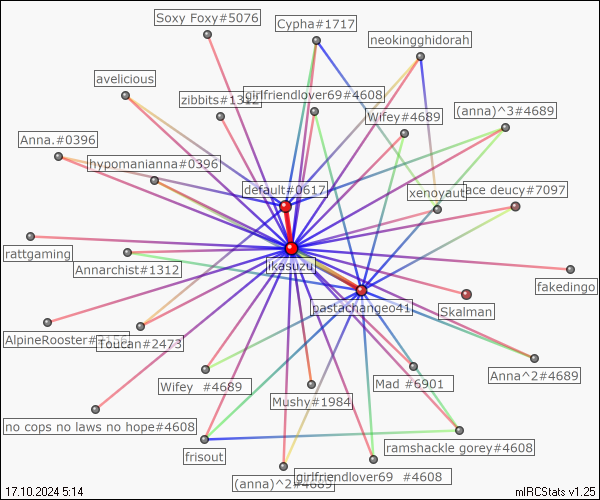 Soxy Foxy#5076
Cypha#1717
neokingghidorah
avelicious
zibbits#1312
girlfriendlover69#4608
Wifey#4689
(anna)^3#4689
Anna.#0396
hypomanianna#0396
default#0617
xenoyaut
ace deucy#7097
rattgaming
Annarchist#1312
ikasuzu
pastachange041
Skalman
fakedingo
AlpineRooster
Toucan#2473
Wifey #4689
Mushy#1984
Mad #6901
Anna^2#4689
no cops no laws no hope#4608
frisout
(anna)^2#4689
girlfriendlover69 #4608
ramshackle gorey#4608
17.10.2024 5:14
mIRCStats v1.25